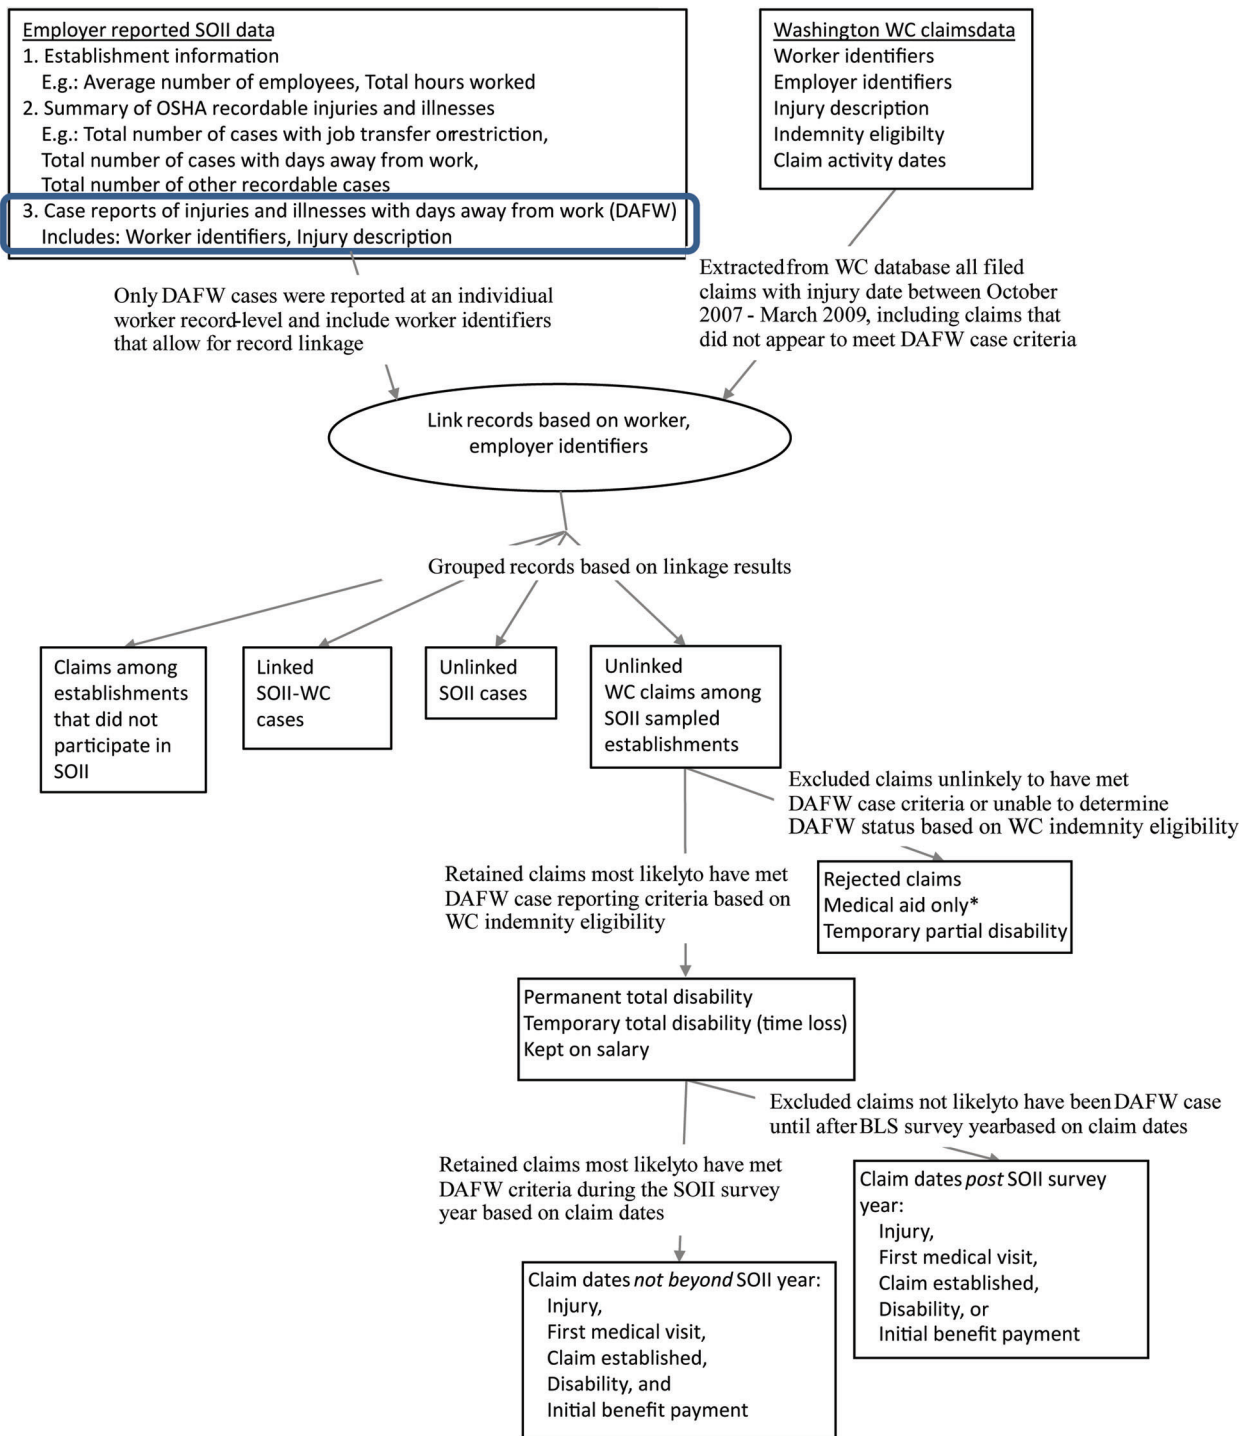 Employer reported SOII data
1. Establishment information
E.g.: Average number of employees, Total hours worked
2. Summary of OSHA recordable injuries and illnesses
E.g.: Total number of cases with job transfer orrestriction,
Total number of cases with days away from work,
Total number of other recordable cases
3. Case reports of injuries and illnesses with days away from work (DAFW)
Includes: Worker identifiers, Injury description
Washington WC claimsdata
Worker identifiers
Employer identifiers
Injury description
Indemnity eligibilty
Claim activity dates
Only DAFW cases were reported at an individiual
worker record-level and include worker identifiers
that allow for record linkage
Extracted from WC database all filed
claims with injury date between October
2007 - March 2009, including claims that
did not appear to meet DAFW case criteria
Link records based on worker,
employer identifiers
Grouped records based on linkage results
Claims among
establishments
that did not
participate in
SOII
Linked
SOII-WC
cases
Unlinked
SOII cases
Unlinked
WC claims among
SOII sampled
establishments
Excluded claims unlinkely to have met
DAFW case criteria or unable to determine
DAFW status based on WC indemnity eligibility
Retained claims most likelyto have met
DAFW case reporting criteria based on
WC indemnity eligibility
Rejected claims
Medical aid only*
Temporary partial disability
Permanent total disability
Temporary total disability (time loss)
Kept on salary
Excluded claims not likelyto have been DAFW case
until after BLS survey yearbased on claim dates
Retained claims most likelyto have met
DAFW criteria during the SOII survey
year based on claim dates
Claim dates post SOII survey
year:
Injury,
First medical visit,
Claim established,
Disability, or
Initial benefit payment
Claim dates not beyond SOII year:
Injury,
First medical visit,
Claim established,
Disability, and
Initial benefit payment